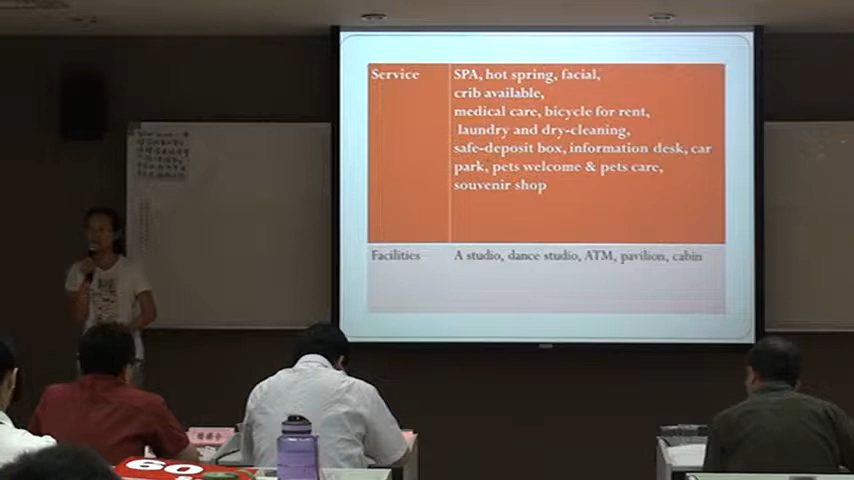 Service
SPA, hot spring, facial,
crib available,
medical care, bicycle for rent,
laundry and dry-cleaning,
safe-deposit box, information desk, car
park, pets welcome & pets care,
souvenir shop
Facilities
A studio, dance studio, ATM, pavilion, cabin
60